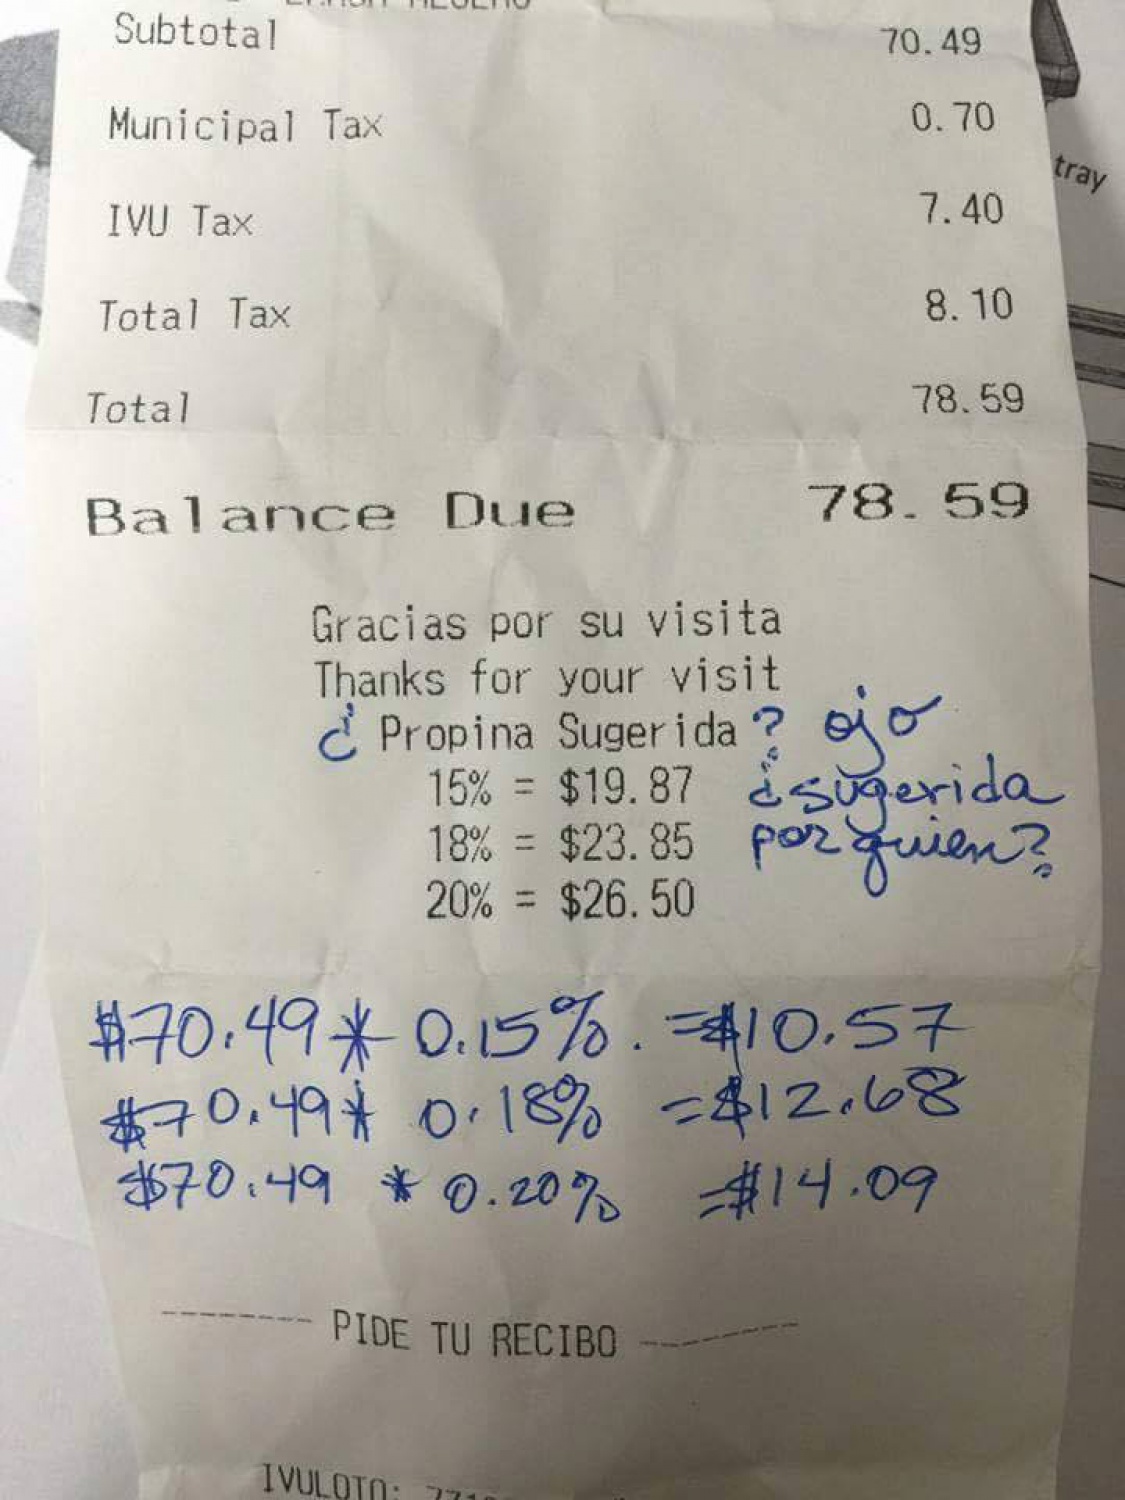 Subtotal 70.49
Municipal Tax 0.70
tray
IVU Tax 7.40
Total Tax 8.10
Total 78.59
Balance Due 78.59
Gracias por su visita
Thanks for your visit
¿ Propina Sugerida ? ojo
15% = $19.87 ¿sugerida
18% = $23.85 por quien?
20% = $26.50
$70.49 * 0.15%. =$10.57
$70.49 * 0.18% =$12.68
$70.49 * 0.20% =$14.09
-------- PIDE TU RECIBO --------
IVULOTO: